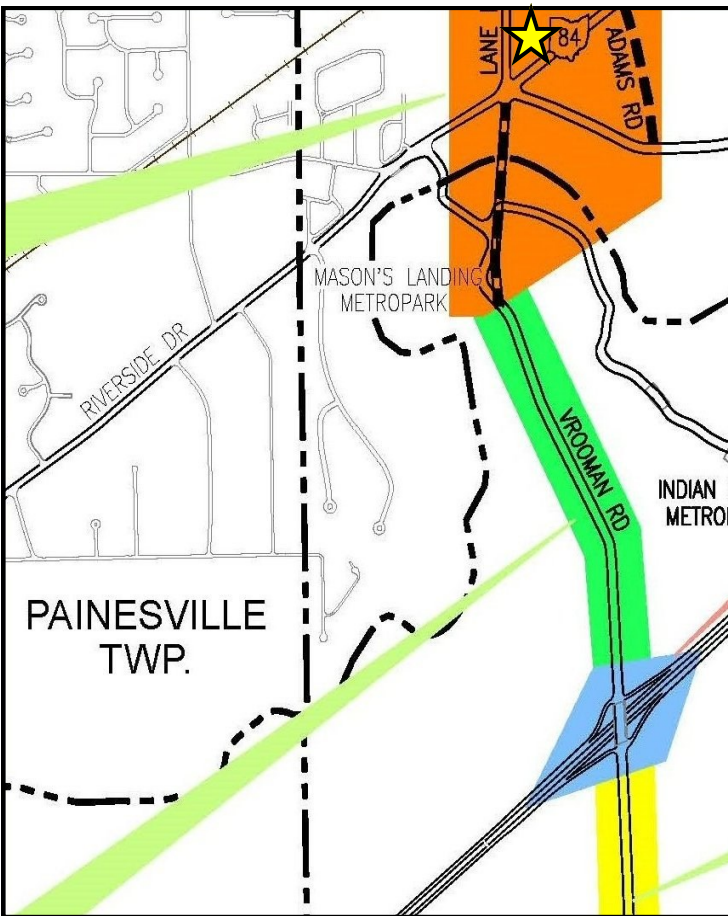 LANE
84
ADAMS RD
MASON'S LANDING
METROPARK
RIVERSIDE DR
VROOMAN RD
INDIAN
METRO
PAINESVILLE
TWP.